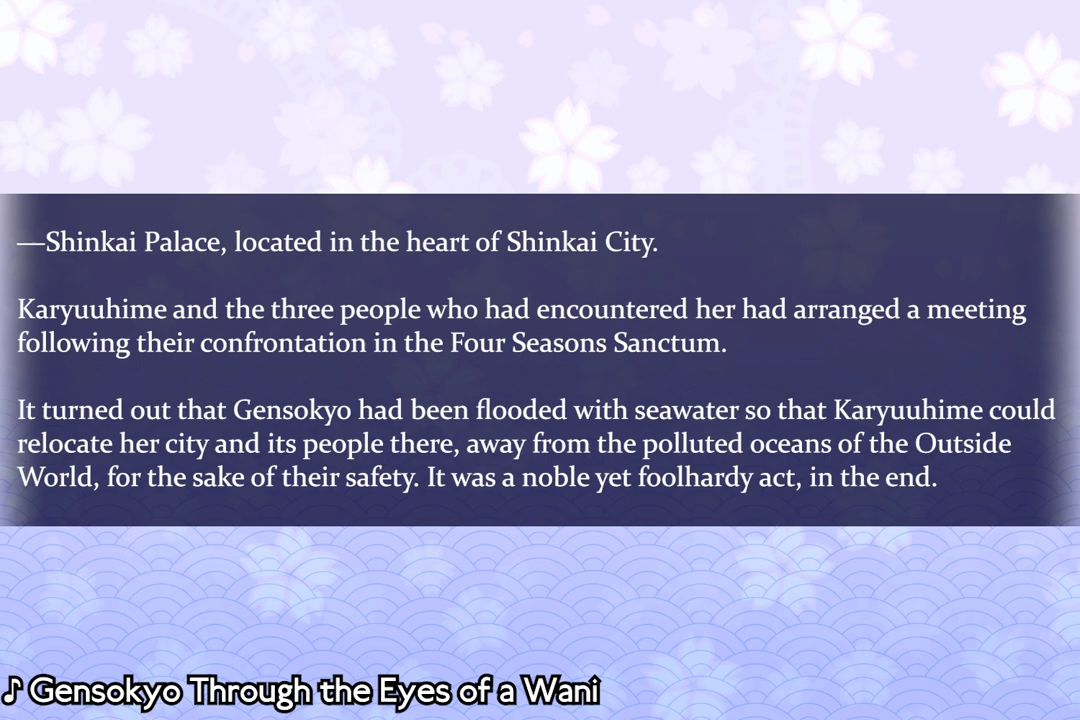 —Shinkai Palace, located in the heart of Shinkai City.
Karyuuhime and the three people who had encountered her had arranged a meeting
following their confrontation in the Four Seasons Sanctum.
It turned out that Gensokyo had been flooded with seawater so that Karyuuhime could
relocate her city and its people there, away from the polluted oceans of the Outside
World, for the sake of their safety. It was a noble yet foolhardy act, in the end.
♪ Gensokyo Through the Eyes of a Wani